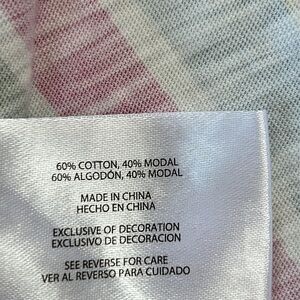 60% COTTON, 40% MODAL
60% ALGODÓN, 40% MODAL
MADE IN CHINA
HECHO EN CHINA
EXCLUSIVE OF DECORATION
EXCLUSIVO DE DECORACION
SEE REVERSE FOR CARE
VER AL REVERSO PARA CUIDADO